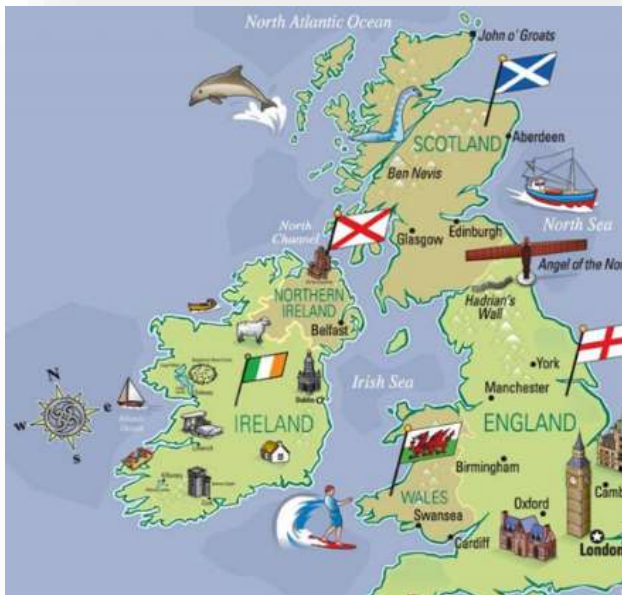 North Atlantic Ocean
John o' Groats
SCOTLAND
Aberdeen
Ben Nevis
North Sea
North
Channel
Glasgow
Edinburgh
Angel of the No
Hadrian's
Wall
NORTHERN
IRELAND
Belfast
York
Irish Sea
Manchester
N
e
w
s
Dublin
IRELAND
ENGLAND
Birmingham
WALES
Swansea
Cardiff
Oxford
Camb
London